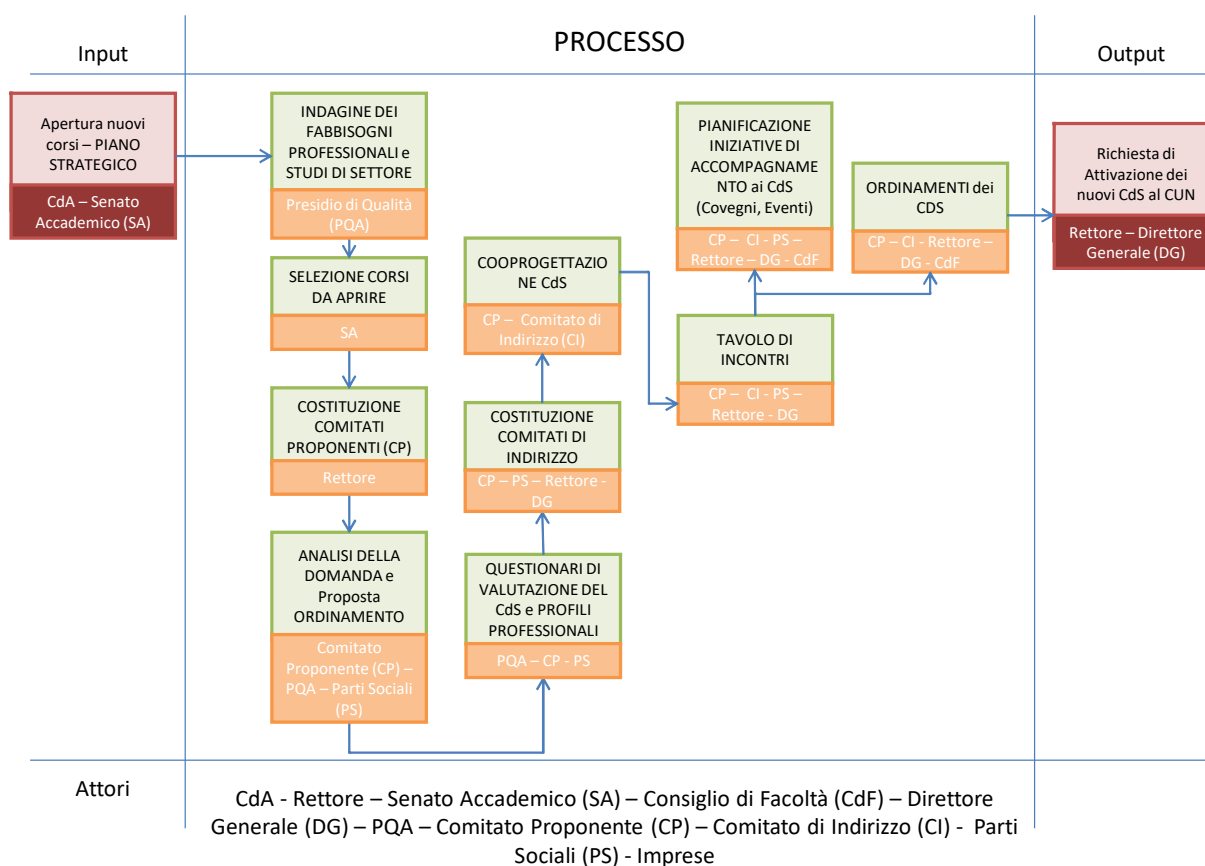 Input
PROCESSO
Output
Apertura nuovi
corsi – PIANO
STRATEGICO
CdA – Senato
Accademico (SA)
INDAGINE DEI
FABBISOGNI
PROFESSIONALI e
STUDI DI SETTORE
Presidio di Qualità
(PQA)
SELEZIONE CORSI
DA APRIRE
SA
COSTITUZIONE
COMITATI
PROPONENTI (CP)
Rettore
ANALISI DELLA
DOMANDA e
Proposta
ORDINAMENTO
Comitato
Proponente (CP) –
PQA – Parti Sociali
(PS)
QUESTIONARI DI
VALUTAZIONE DEL
CdS e PROFILI
PROFESSIONALI
PQA – CP - PS
COSTITUZIONE
COMITATI DI
INDIRIZZO
CP – PS – Rettore -
DG
COOPROGETTAZIO
NE CdS
CP – Comitato di
Indirizzo (CI)
TAVOLO DI
INCONTRI
CP – CI - PS –
Rettore - DG
PIANIFICAZIONE
INIZIATIVE DI
ACCOMPAGNAME
NTO ai CdS
(Covegni, Eventi)
CP – CI - PS –
Rettore – DG - CdF
ORDINAMENTI dei
CDS
CP – CI - Rettore –
DG - CdF
Richiesta di
Attivazione dei
nuovi CdS al CUN
Rettore – Direttore
Generale (DG)
Attori
CdA - Rettore – Senato Accademico (SA) – Consiglio di Facoltà (CdF) – Direttore
Generale (DG) – PQA – Comitato Proponente (CP) – Comitato di Indirizzo (CI) - Parti
Sociali (PS) - Imprese